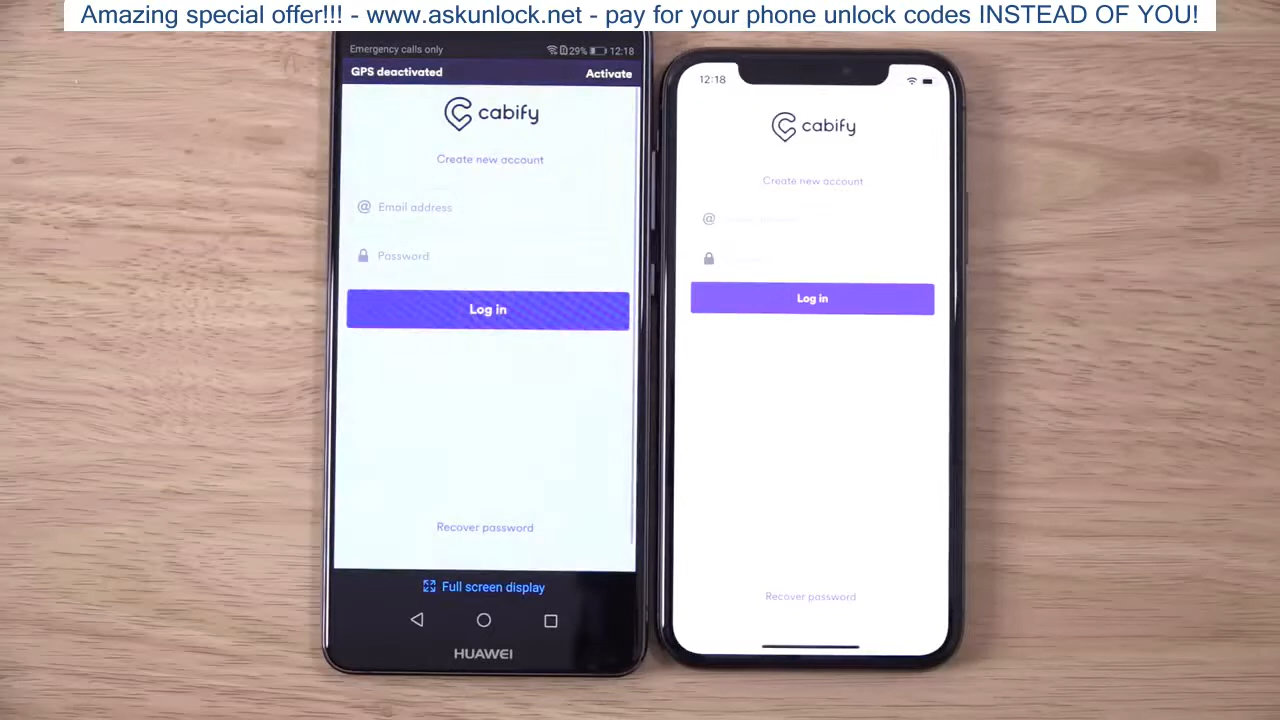 Amazing special offer!!! - www.askunlock.net - pay for your phone unlock codes INSTEAD OF YOU!
Emergency calls only
29%
12:18
GPS deactivated
Activate
cabify
Create new account
@ Email address
Password
Log in
Recover password
Full screen display
HUAWEI
12:18
cabify
Create new account
@
Log in
Recover password